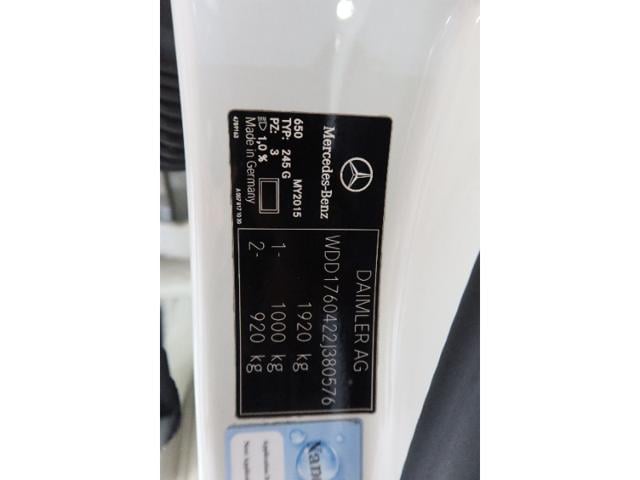 Mercedes-Benz
650 MY2015
TYP: 245 G
PZ: 3
1,0 %
Made in Germany
DAIMLER AG
WDD1760422J380576
1920 kg
1- 1000 kg
2- 920 kg
Nano